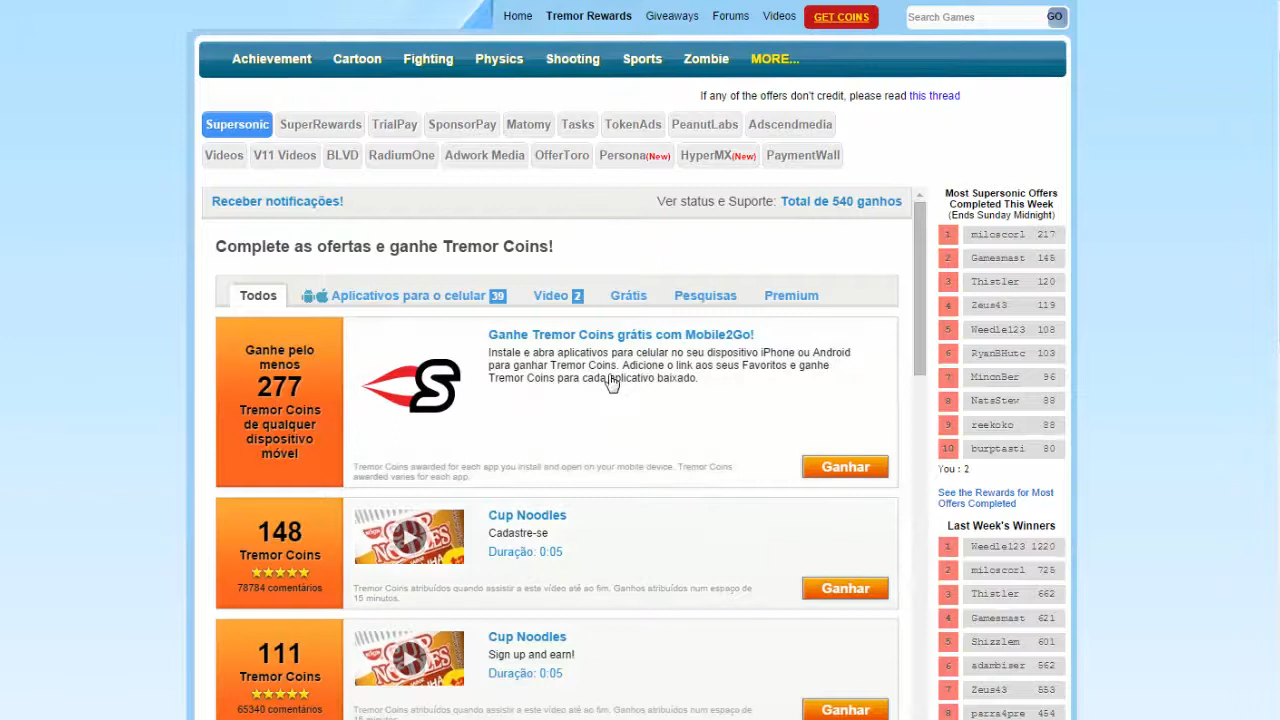 Home Tremor Rewards Giveaways Forums Videos GET COINS Search Games GO
Achievement Cartoon Fighting Physics Shooting Sports Zombie MORE...
If any of the offers don't credit, please read this thread
Supersonic SuperRewards TrialPay SponsorPay Matomy Tasks TokenAds PeanutLabs Adscendmedia
Videos V11 Videos BLVD RadiumOne Adwork Media OfferToro Persona(New) HyperMX(New) PaymentWall
Receber notificações! Ver status e Suporte: Total de 540 ganhos
Complete as ofertas e ganhe Tremor Coins!
Todos Aplicativos para o celular 39 Video 2 Grátis Pesquisas Premium
Ganhe pelo
menos
277
Tremor Coins
de qualquer
dispositivo
móvel
Ganhe Tremor Coins grátis com Mobile2Go!
Instale e abra aplicativos para celular no seu dispositivo iPhone ou Android
para ganhar Tremor Coins. Adicione o link aos seus Favoritos e ganhe
Tremor Coins para cada aplicativo baixado.
Tremor Coins awarded for each app you install and open on your mobile device. Tremor Coins
awarded varies for each app.
Ganhar
148
Tremor Coins
78784 comentários
Cup Noodles
Cadastre-se
Duração: 0:05
Tremor Coins atribuídos quando assistir a este vídeo até ao fim. Ganhos atribuídos num espaço de
15 minutos.
Ganhar
111
Tremor Coins
65340 comentários
Cup Noodles
Sign up and earn!
Duração: 0:05
Tremor Coins atribuídos quando assistir a este vídeo até ao fim. Ganhos atribuídos num espaço de
15 minutos.
Ganhar
Most Supersonic Offers
Completed This Week
(Ends Sunday Midnight)
1 miloscorl 217
2 Gamesmast 145
3 Thistler 120
4 Zeus43 119
5 Weedle123 108
6 RyanBHutc 103
7 MinonBer 96
8 NatsStew 89
9 reekoko 88
10 burptasti 80
You : 2
See the Rewards for Most
Offers Completed
Last Week's Winners
1 Weedle123 1220
2 miloscorl 725
3 Thistler 662
4 Gamesmast 621
5 Shizzlem 601
6 adambiser 562
7 Zeus43 553
8 parra4pre 454